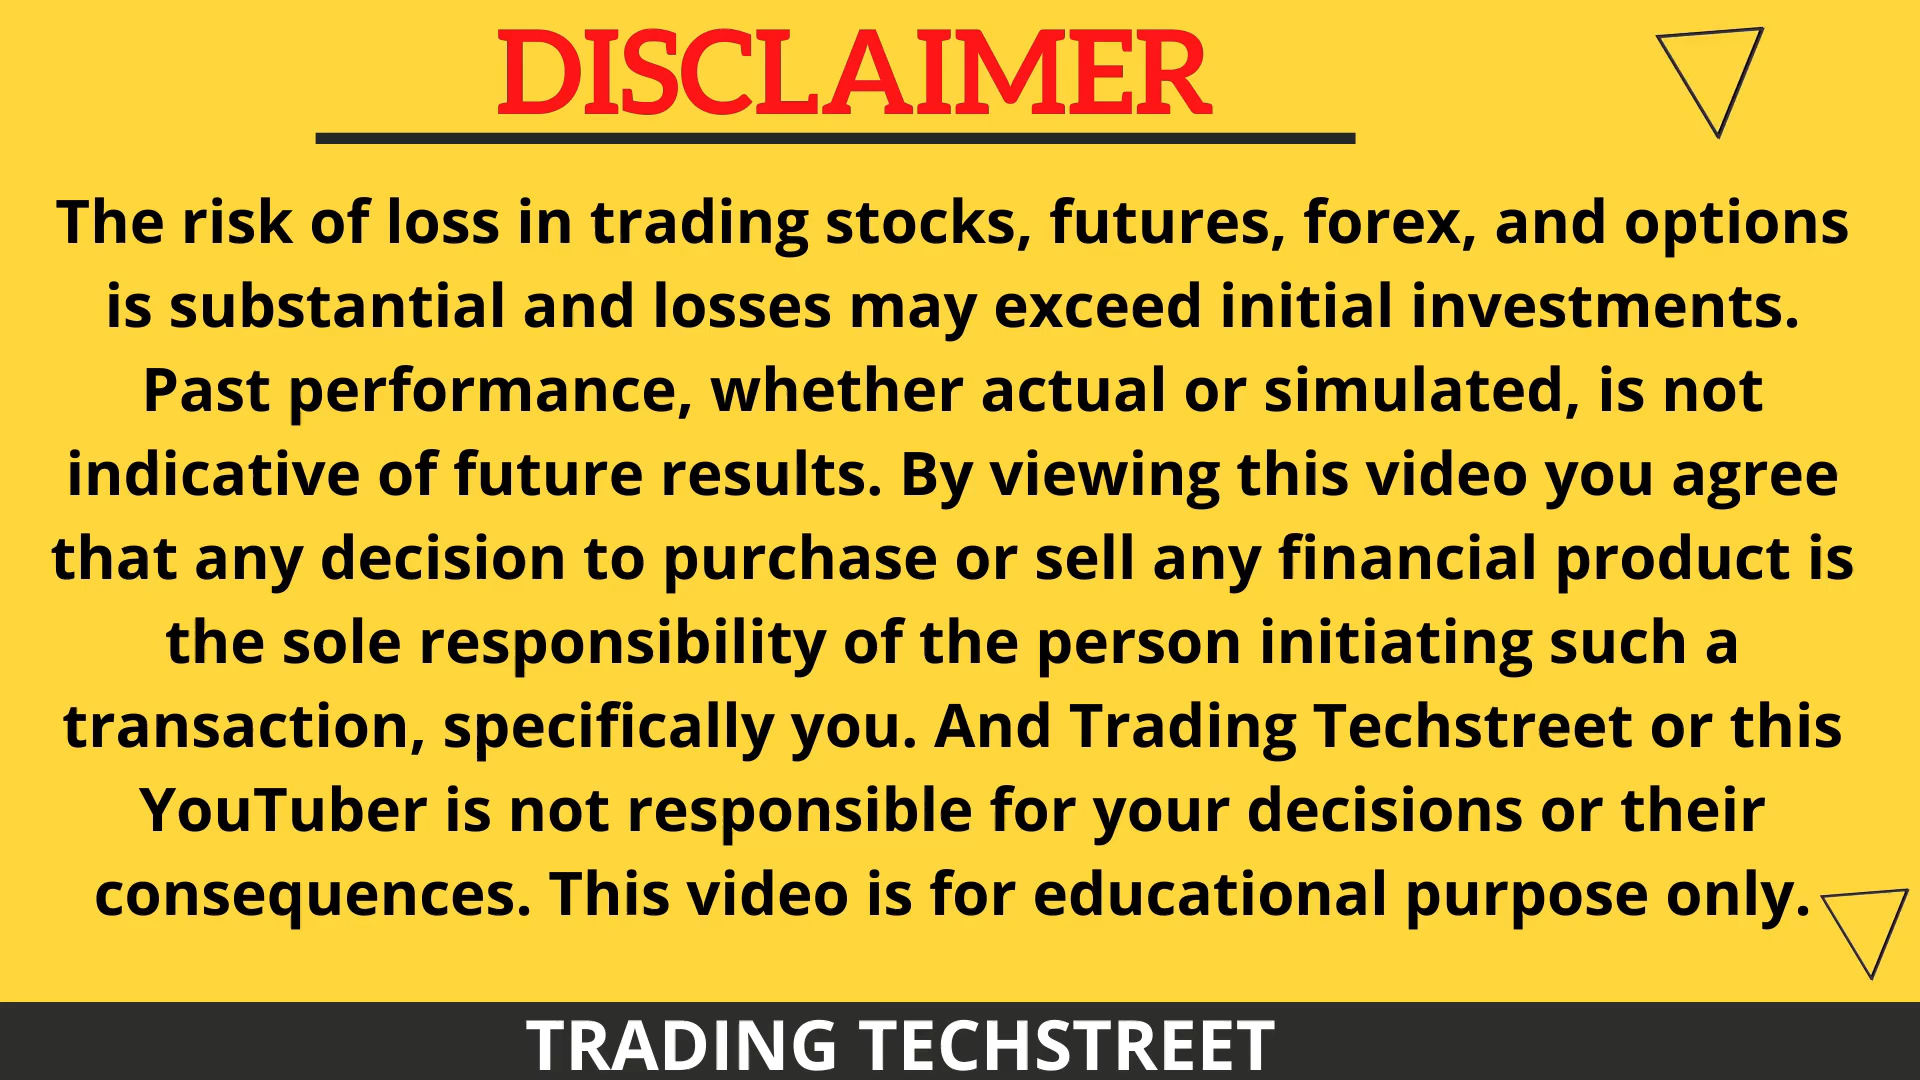 DISCLAIMER
The risk of loss in trading stocks, futures, forex, and options
is substantial and losses may exceed initial investments.
Past performance, whether actual or simulated, is not
indicative of future results. By viewing this video you agree
that any decision to purchase or sell any financial product is
the sole responsibility of the person initiating such a
transaction, specifically you. And Trading Techstreet or this
YouTuber is not responsible for your decisions or their
consequences. This video is for educational purpose only.
TRADING TECHSTREET